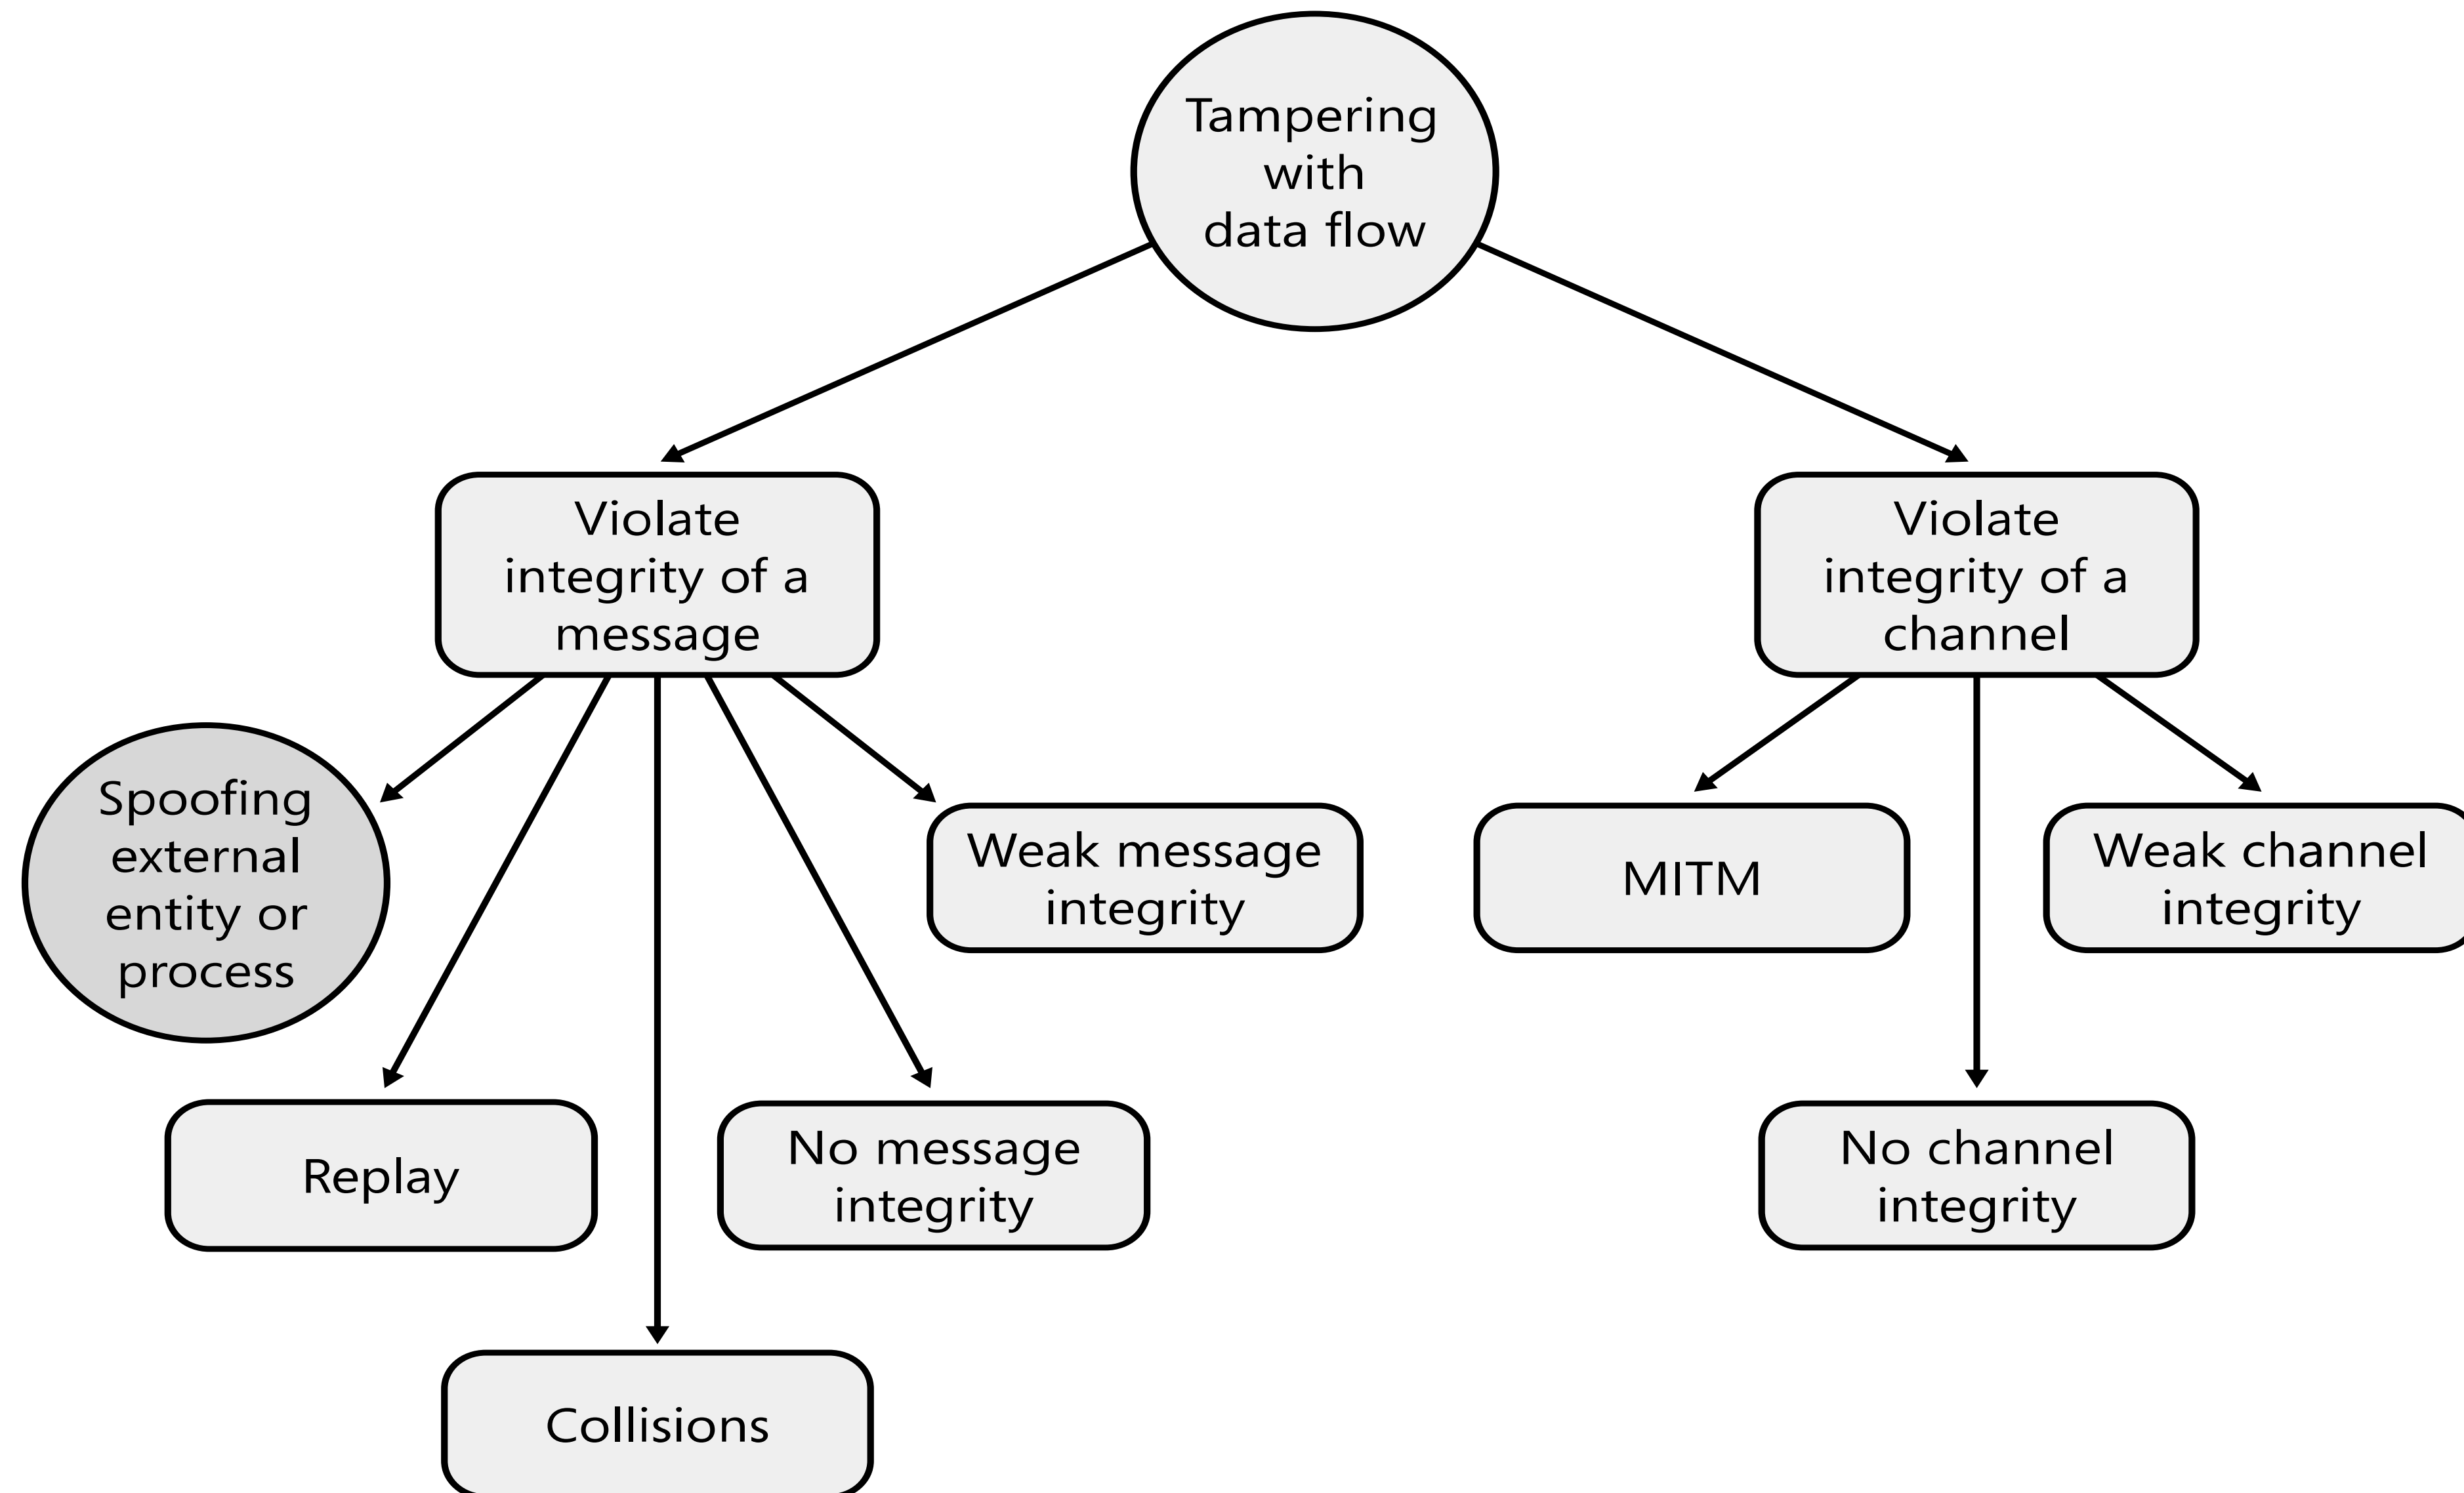 Tampering
with
data flow
Violate
integrity of a
message
Violate
integrity of a
channel
Spoofing
external
entity or
process
Weak message
integrity
MITM
Weak channel
integrity
Replay
No message
integrity
No channel
integrity
Collisions